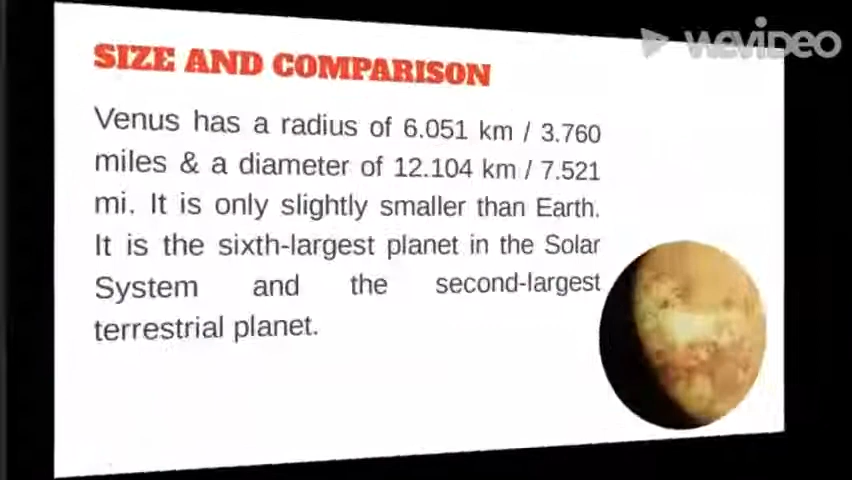 SIZE AND COMPARISON
WeVideo
Venus has a radius of 6.051 km / 3.760
miles & a diameter of 12.104 km / 7.521
mi. It is only slightly smaller than Earth.
It is the sixth-largest planet in the Solar
System and the second-largest
terrestrial planet.